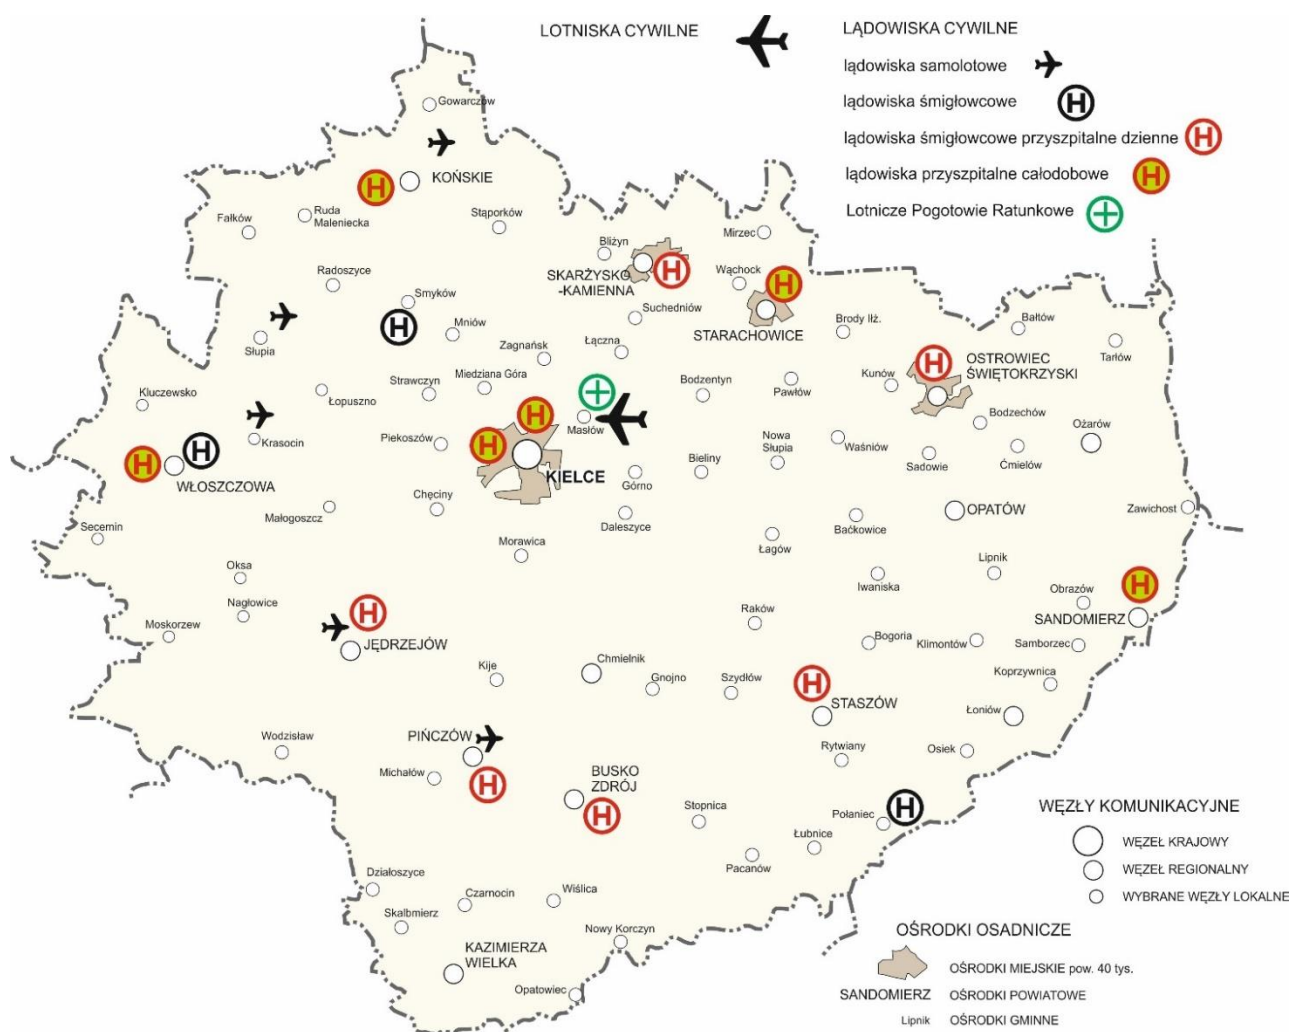 LOTNISKA CYWILNE
LĄDOWISKA CYWILNE
lądowiska samolotowe
lądowiska śmigłowcowe
H
lądowiska śmigłowcowe przyszpitalne dzienne
H
lądowiska przyszpitalne całodobowe
H
Lotnicze Pogotowie Ratunkowe
Gowarczów
KOŃSKIE
H
Ruda
Maleniecka
Fałków
Stąporków
Radoszyce
Bliżyn
Mirzec
SKARŻYSKO
-KAMIENNA
H
Wąchock
H
Smyków
H
Mniów
Suchedniów
STARACHOWICE
Brody Iłż.
Bałtów
Tarłów
Słupia
Zagnańsk
Łączna
H
OSTROWIEC
ŚWIĘTOKRZYSKI
Kluczewsko
Łopuszno
Strawczyn
Miedziana Góra
Bodzentyn
Pawłów
Kunów
Bodzechów
Ożarów
Krasocin
Piekoszów
H
H
Masłów
Nowa
Słupia
Waśniów
Sadowie
Ćmielów
H
H
WŁOSZCZOWA
KIELCE
Górno
Bieliny
Małogoszcz
Chęciny
Daleszyce
Baćkowice
OPATÓW
Zawichost
Secemin
Morawica
Łagów
Oksa
Iwaniska
Lipnik
Obrazów
H
Nagłowice
Moskorzew
H
JĘDRZEJÓW
Raków
Bogoria
Klimontów
SANDOMIERZ
Samborzec
Kije
Chmielnik
Gnojno
Szydłów
H
STASZÓW
Koprzywnica
Łoniów
Wodzisław
PIŃCZÓW
Michałów
H
BUSKO
ZDRÓJ
H
Rytwiany
Osiek
Stopnica
Połaniec
H
Łubnice
Pacanów
Działoszyce
Czarnocin
Wiślica
Skalbmierz
Nowy Korczyn
KAZIMIERZA
WIELKA
Opatowiec
WĘZŁY KOMUNIKACYJNE
WĘZEŁ KRAJOWY
WĘZEŁ REGIONALNY
WYBRANE WĘZŁY LOKALNE
OŚRODKI OSADNICZE
OŚRODKI MIEJSKIE pow. 40 tys.
SANDOMIERZ OŚRODKI POWIATOWE
Lipnik OŚRODKI GMINNE